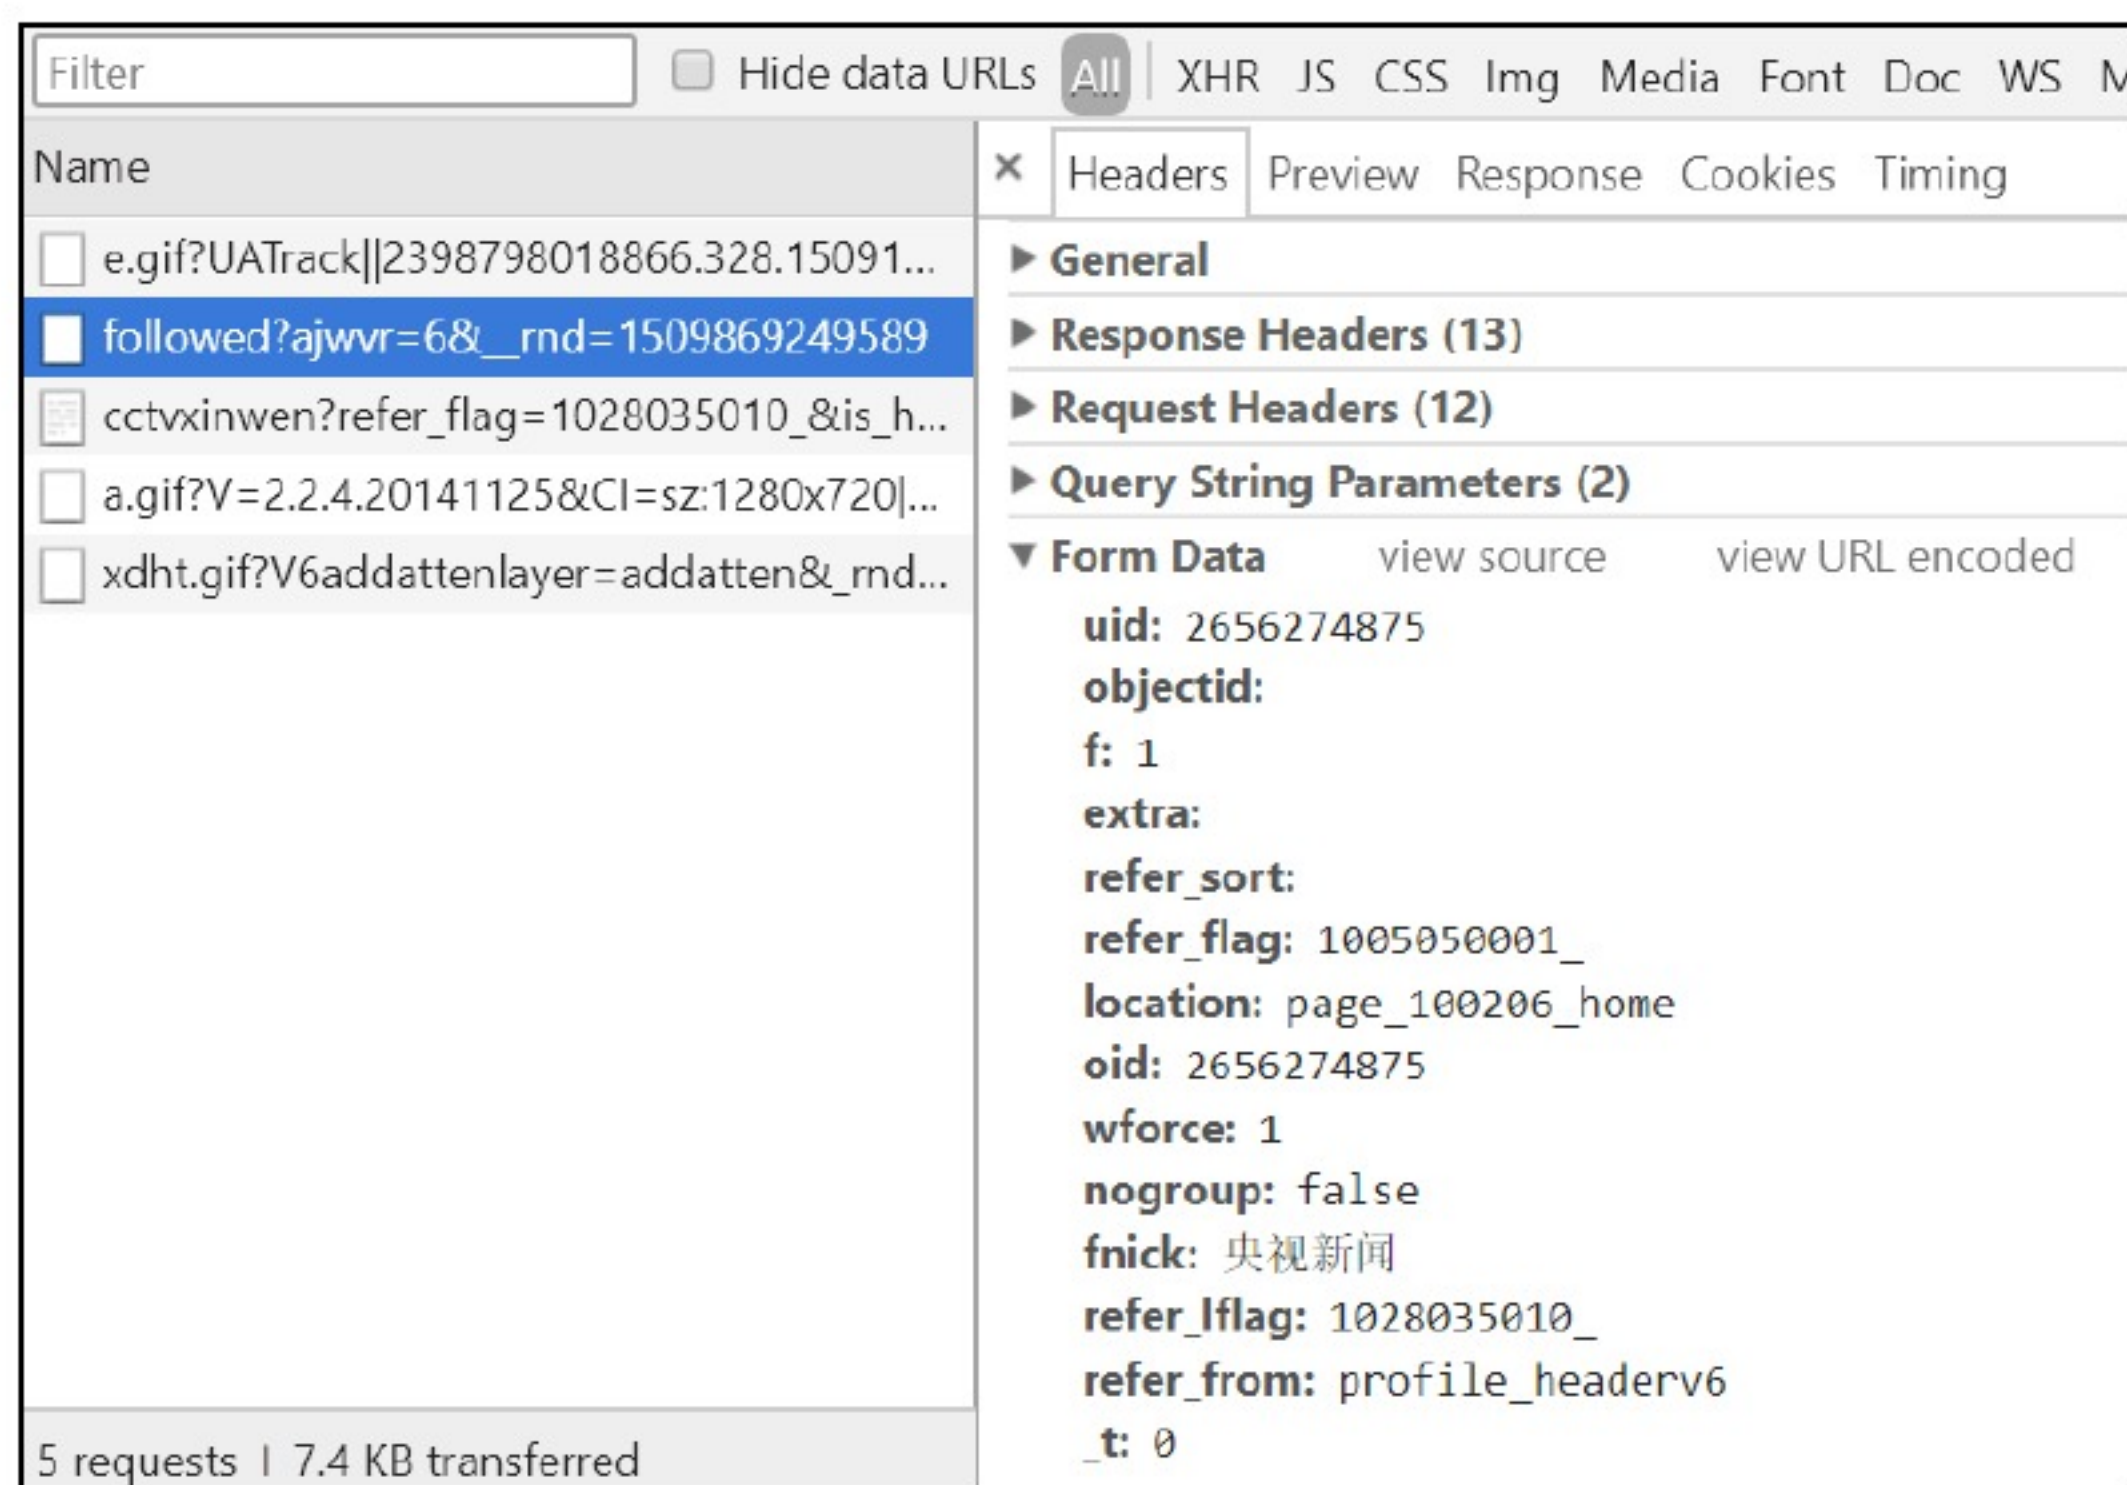 Filter Hide data URLs All XHR JS CSS Img Media Font Doc WS
Name
e.gif?UATrack||2398798018866.328.15091...
followed?ajwvr=6&__rnd=1509869249589
cctvxinwen?refer_flag=1028035010_&is_h...
a.gif?V=2.2.4.20141125&CI=sz:1280x720|...
xdht.gif?V6addattenlayer=addatten&_rnd...
5 requests | 7.4 KB transferred
× Headers Preview Response Cookies Timing
▶ General
▶ Response Headers (13)
▶ Request Headers (12)
▶ Query String Parameters (2)
▼ Form Data view source view URL encoded
uid: 2656274875
objectid:
f: 1
extra:
refer_sort:
refer_flag: 1005050001_
location: page_100206_home
oid: 2656274875
wforce: 1
nogroup: false
fnick: 央视新闻
refer_lflag: 1028035010_
refer_from: profile_headerv6
_t: 0